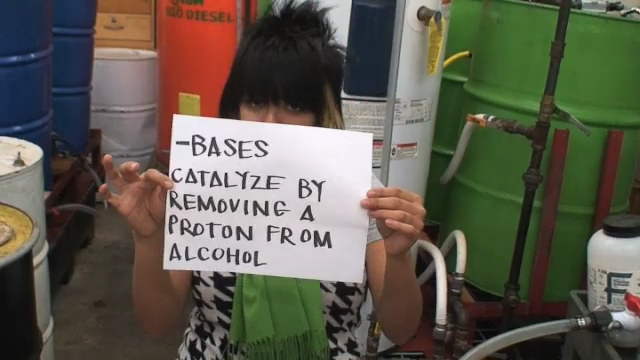 BIO DIESEL
-BASES
CATALYZE BY
REMOVING A
PROTON FROM
ALCOHOL